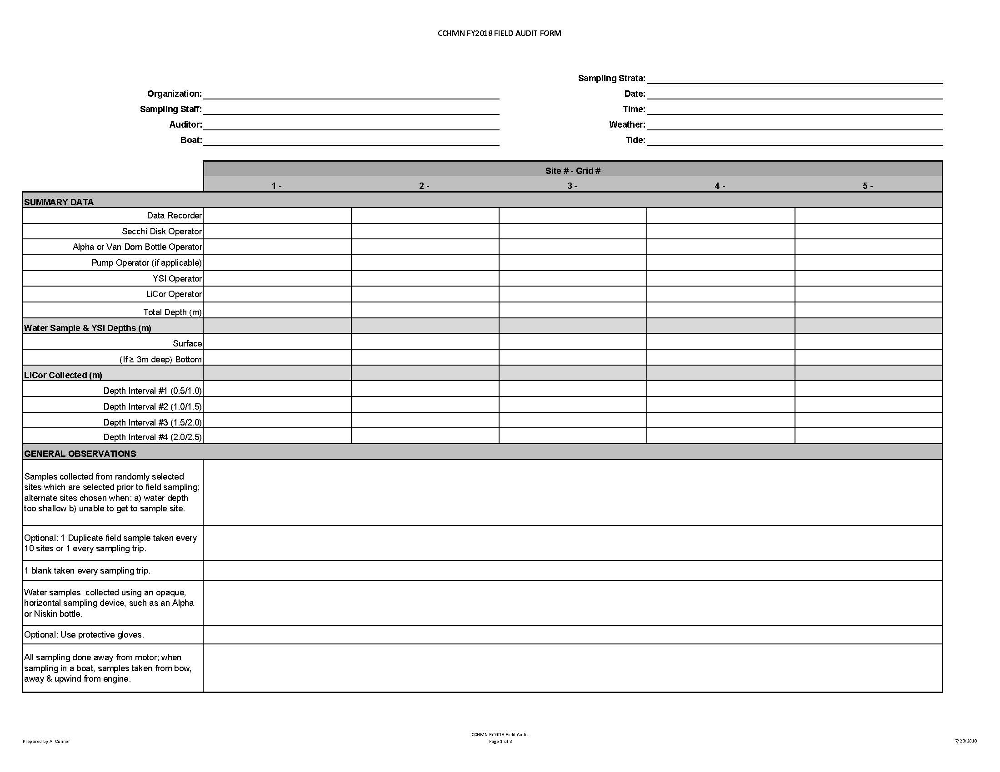 CCHMN FY2018 FIELD AUDIT FORM
Sampling Strata:
Organization:
Date:
Sampling Staff:
Time:
Auditor:
Weather:
Boat:
Tide:
Site # - Grid #
1 - 2 - 3 - 4 - 5 -
SUMMARY DATA
Data Recorder
Secchi Disk Operator
Alpha or Van Dorn Bottle Operator
Pump Operator (if applicable)
YSI Operator
LiCor Operator
Total Depth (m)
Water Sample & YSI Depths (m)
Surface
(If ≥ 3m deep) Bottom
LiCor Collected (m)
Depth Interval #1 (0.5/1.0)
Depth Interval #2 (1.0/1.5)
Depth Interval #3 (1.5/2.0)
Depth Interval #4 (2.0/2.5)
GENERAL OBSERVATIONS
Samples collected from randomly selected
sites which are selected prior to field sampling;
alternate sites chosen when: a) water depth
too shallow b) unable to get to sample site.
Optional: 1 Duplicate field sample taken every
10 sites or 1 every sampling trip.
1 blank taken every sampling trip.
Water samples collected using an opaque,
horizontal sampling device, such as an Alpha
or Niskin bottle.
Optional: Use protective gloves.
All sampling done away from motor; when
sampling in a boat, samples taken from bow,
away & upwind from engine.
CCHMN FY2018 Field Audit
Prepared by A. Conner
Page 1 of 3
7/20/2018